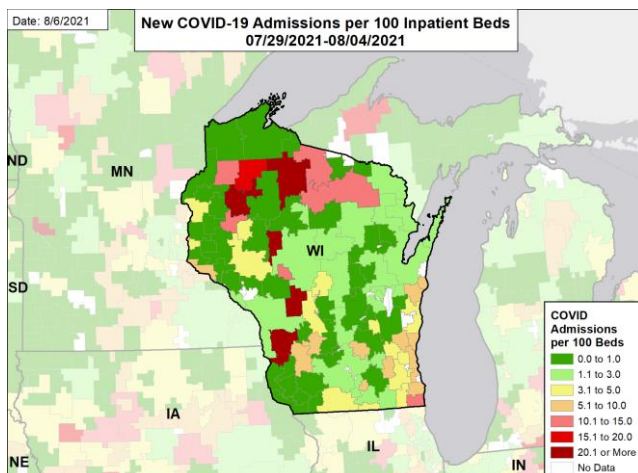 Date: 8/6/2021
New COVID-19 Admissions per 100 Inpatient Beds
07/29/2021-08/04/2021
ND
MN
WI
SD
IA
NE
IL
IN
COVID
Admissions
per 100 Beds
0.0 to 1.0
1.1 to 3.0
3.1 to 5.0
5.1 to 10.0
10.1 to 15.0
15.1 to 20.0
20.1 or More
No Data